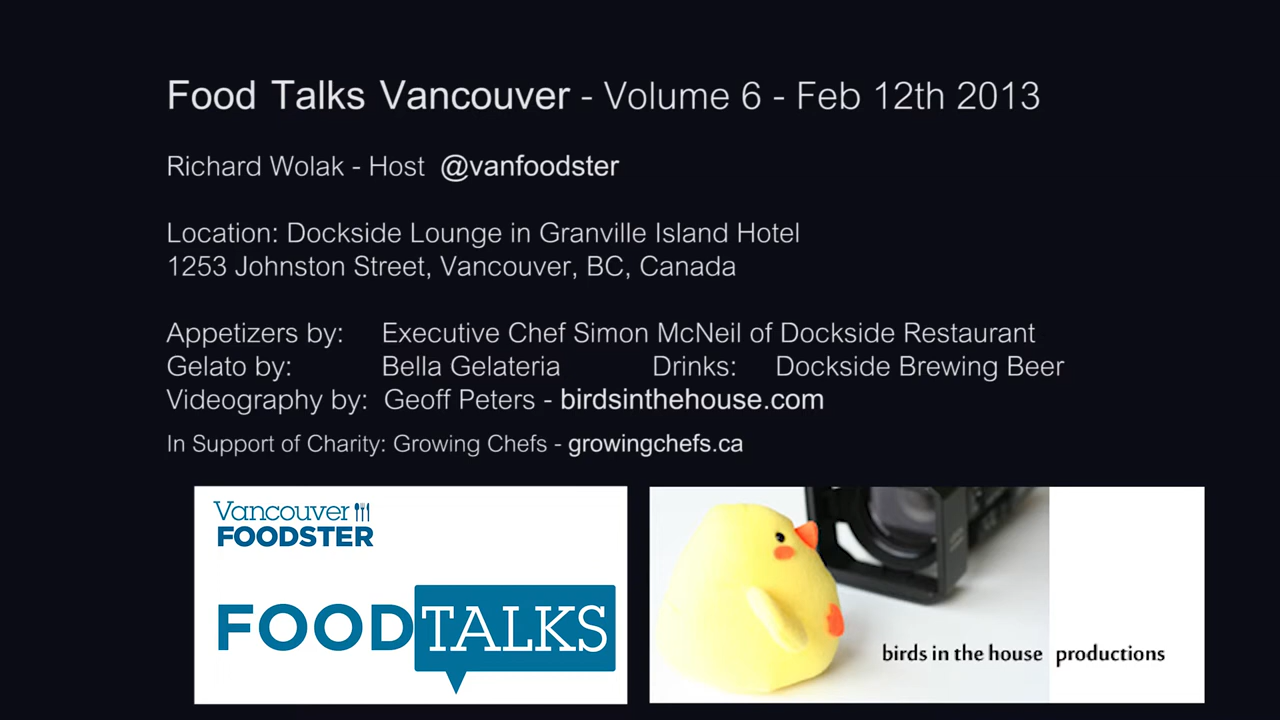 Food Talks Vancouver - Volume 6 - Feb 12th 2013
Richard Wolak - Host @vanfoodster
Location: Dockside Lounge in Granville Island Hotel
1253 Johnston Street, Vancouver, BC, Canada
Appetizers by: Executive Chef Simon McNeil of Dockside Restaurant
Gelato by: Bella Gelateria Drinks: Dockside Brewing Beer
Videography by: Geoff Peters - birdsinthehouse.com
In Support of Charity: Growing Chefs - growingchefs.ca
Vancouver
FOODSTER
FOOD TALKS
birds in the house productions